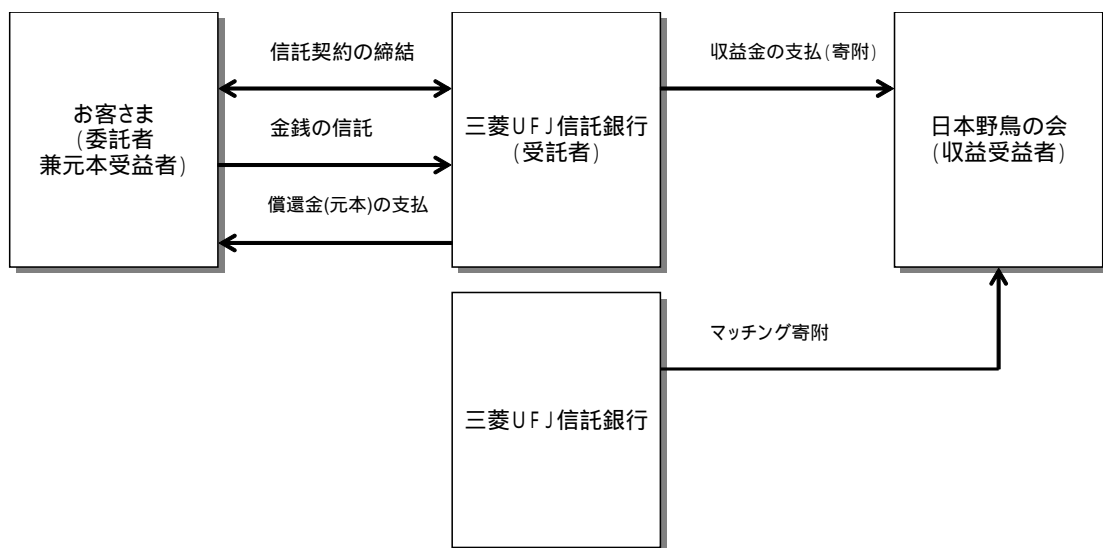 信託契約の締結
収益金の支払(寄附)
お客さま
(委託者
兼元本受益者)
金銭の信託
三菱UFJ信託銀行
(受託者)
日本野鳥の会
(収益受益者)
償還金(元本)の支払
マッチング寄附
三菱UFJ信託銀行